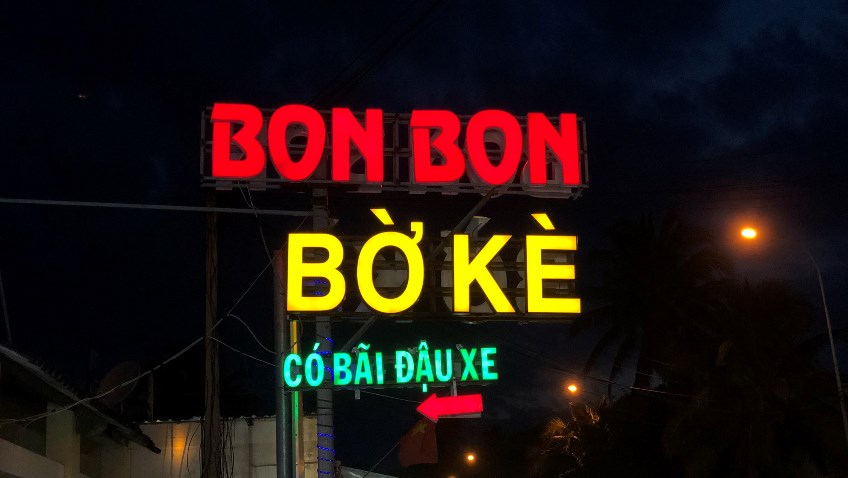 BON BON
BỜ KÈ
CÓ BÃI ĐẬU XE